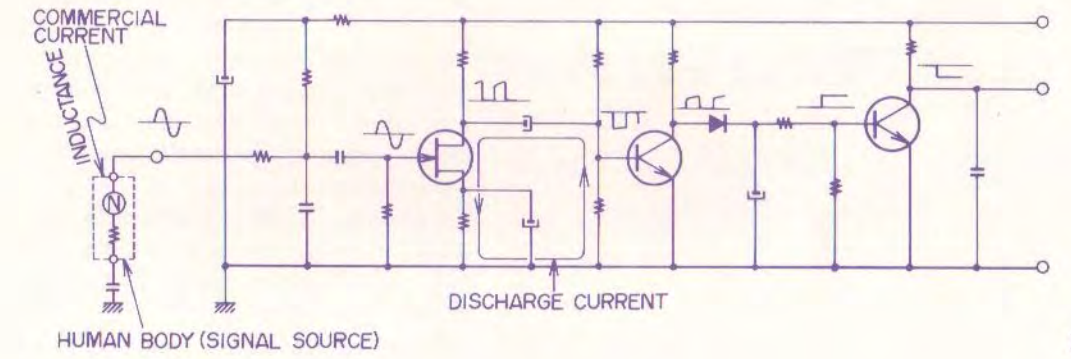 COMMERCIAL
CURRENT
INDUCTANCE
N
DISCHARGE CURRENT
HUMAN BODY (SIGNAL SOURCE)